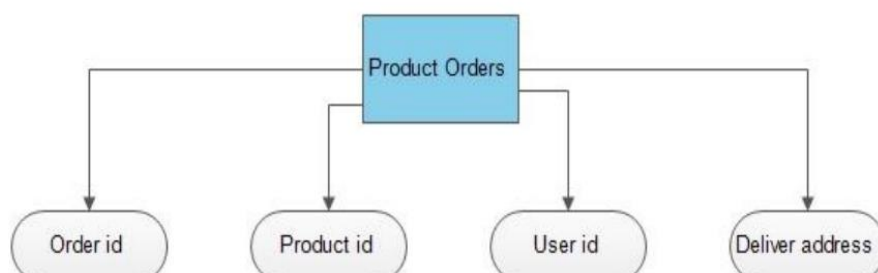 Product Orders
Order id
Product id
User id
Deliver address